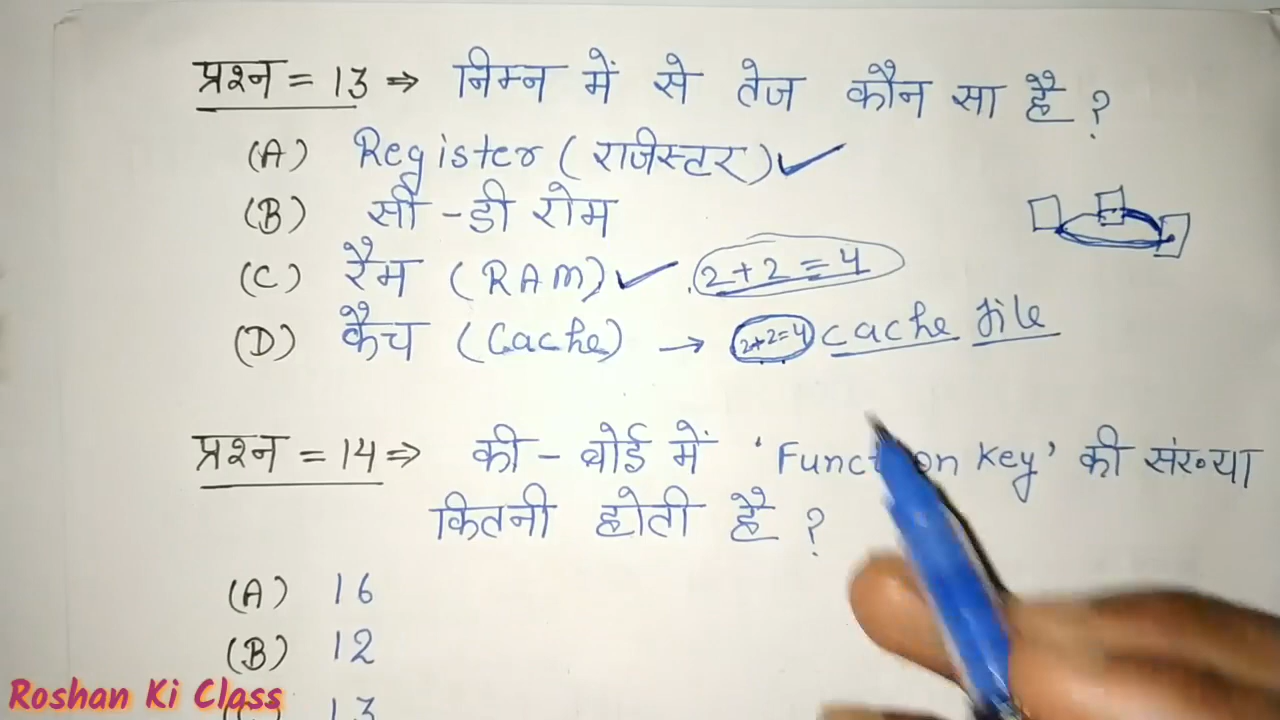 प्रश्न = 13 ⇒ निम्न में से तेज कौन सा है ?
(A) Register (राजिस्टर) ✓
(B) सी - डी रोम
(C) रैम (RAM) ✓ 2+2=4
(D) कैच (Cache) → 2+2=4 cache file
प्रश्न = 14 ⇒ की - बोर्ड में 'Function Key' की संख्या
कितनी होती है ?
(A) 16
(B) 12
(C) 13
Roshan Ki Class